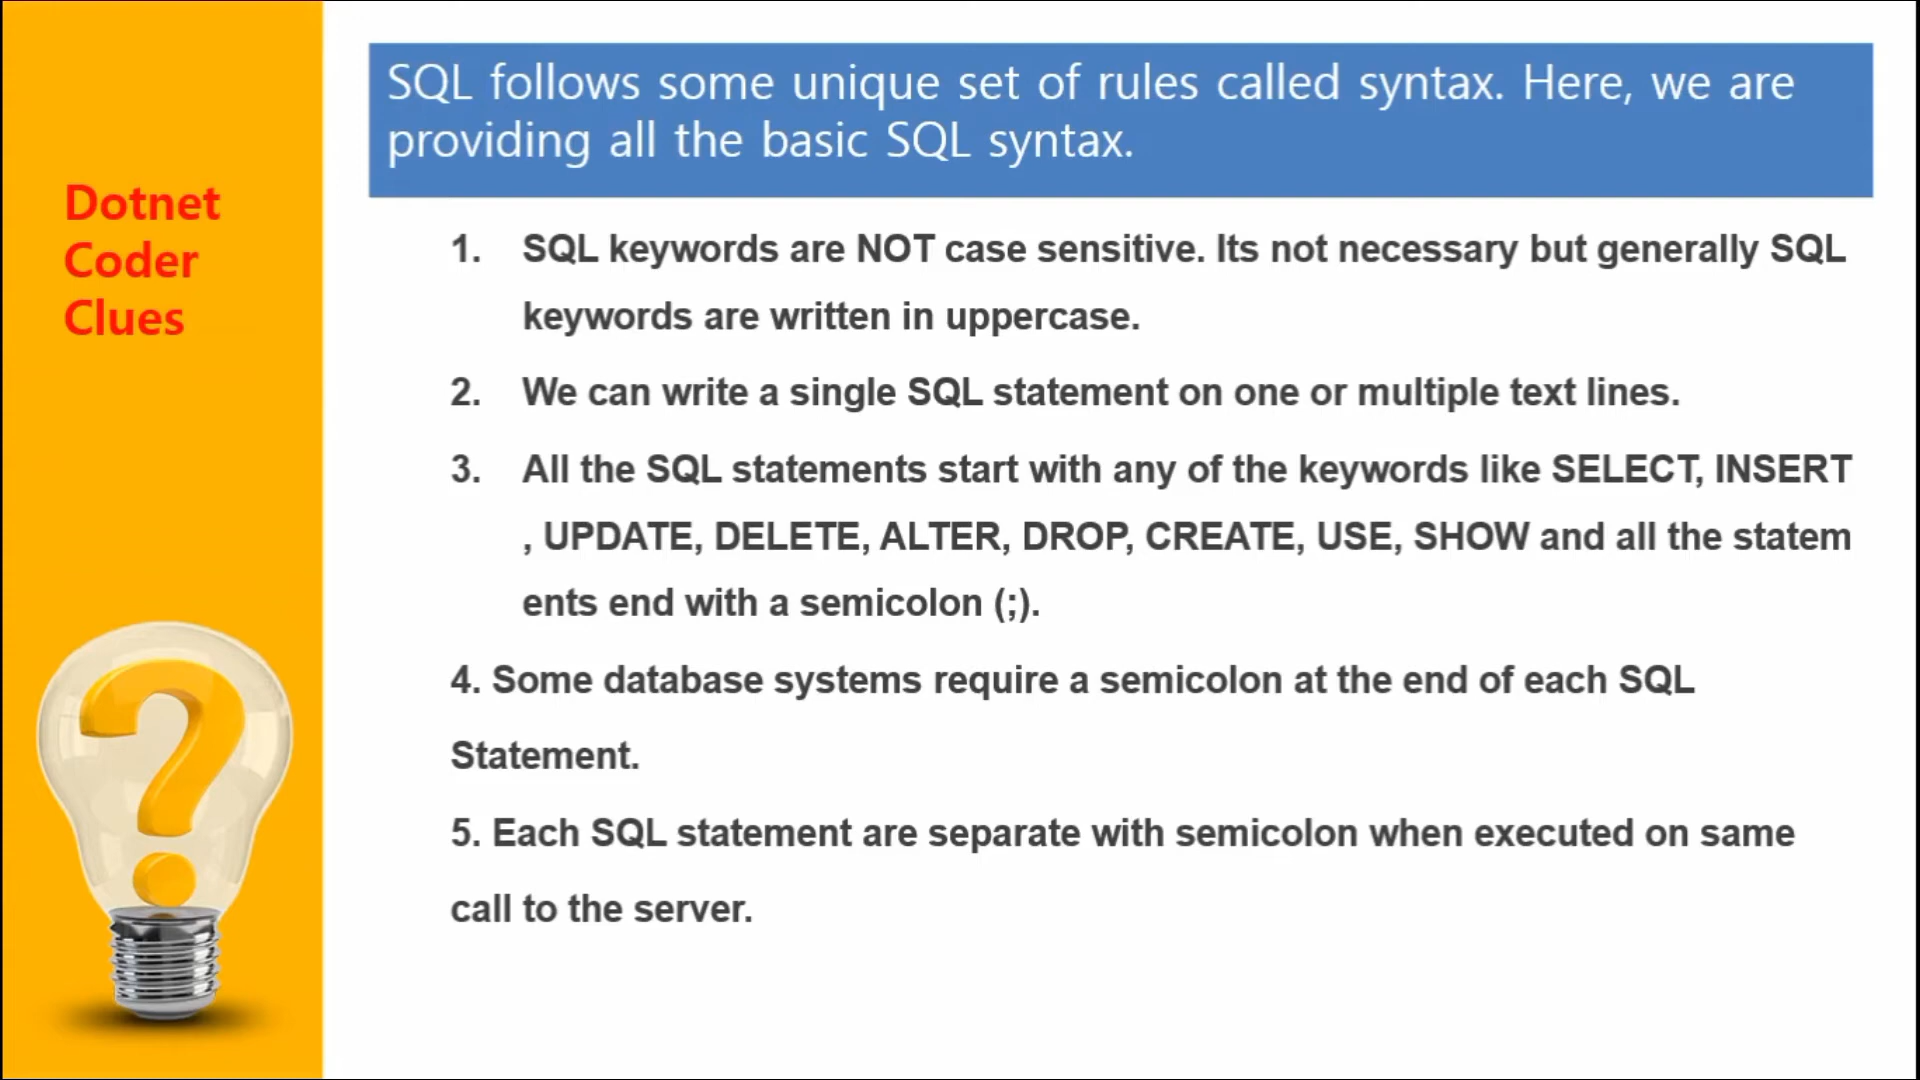 Dotnet
Coder
Clues
SQL follows some unique set of rules called syntax. Here, we are
providing all the basic SQL syntax.
1. SQL keywords are NOT case sensitive. Its not necessary but generally SQL
keywords are written in uppercase.
2. We can write a single SQL statement on one or multiple text lines.
3. All the SQL statements start with any of the keywords like SELECT, INSERT
, UPDATE, DELETE, ALTER, DROP, CREATE, USE, SHOW and all the statem
ents end with a semicolon (;).
4. Some database systems require a semicolon at the end of each SQL
Statement.
5. Each SQL statement are separate with semicolon when executed on same
call to the server.